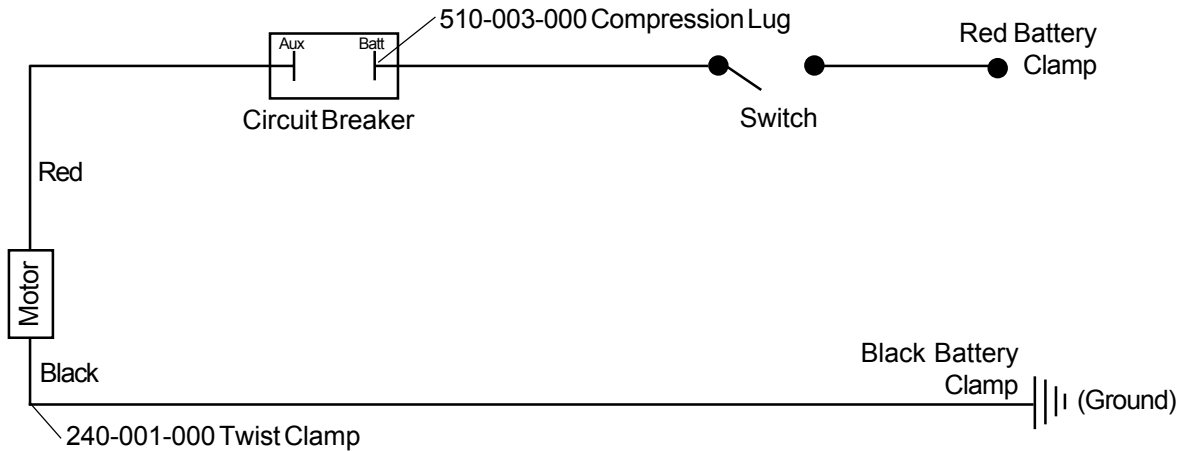 510-003-000 Compression Lug
Red Battery
Clamp
Aux
Batt
Circuit Breaker
Switch
Red
Motor
Black
Black Battery
Clamp
(Ground)
240-001-000 Twist Clamp